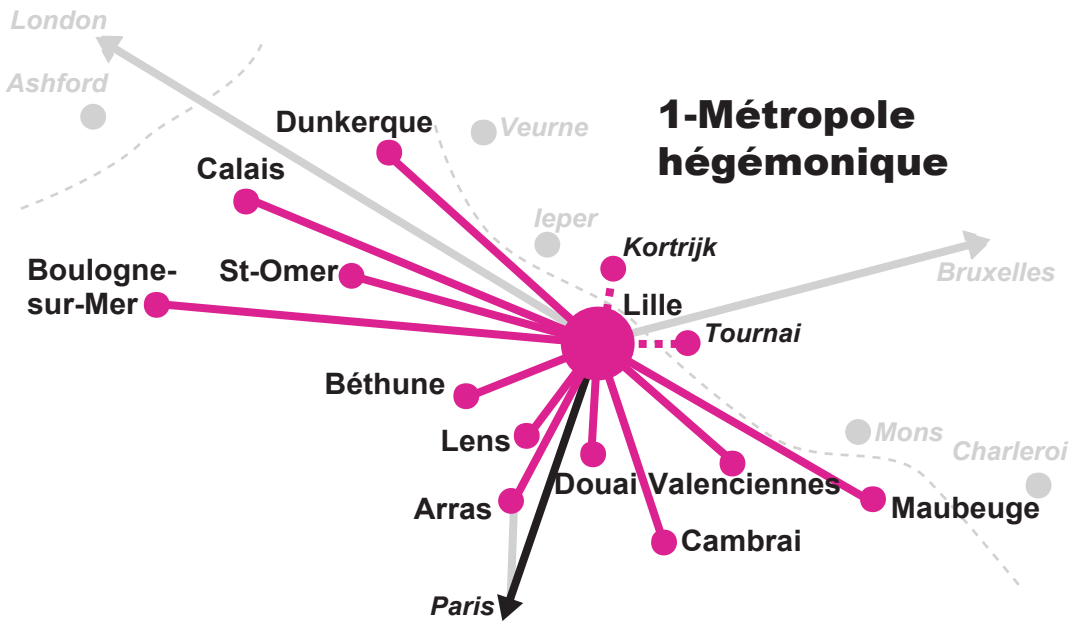 London
Ashford
Dunkerque
Veurne
1-Métropole
hégémonique
Calais
Ieper
Kortrijk
Boulogne-
sur-Mer
St-Omer
Bruxelles
Lille
Tournai
Béthune
Lens
Mons
Charleroi
Douai
Valenciennes
Arras
Maubeuge
Cambrai
Paris